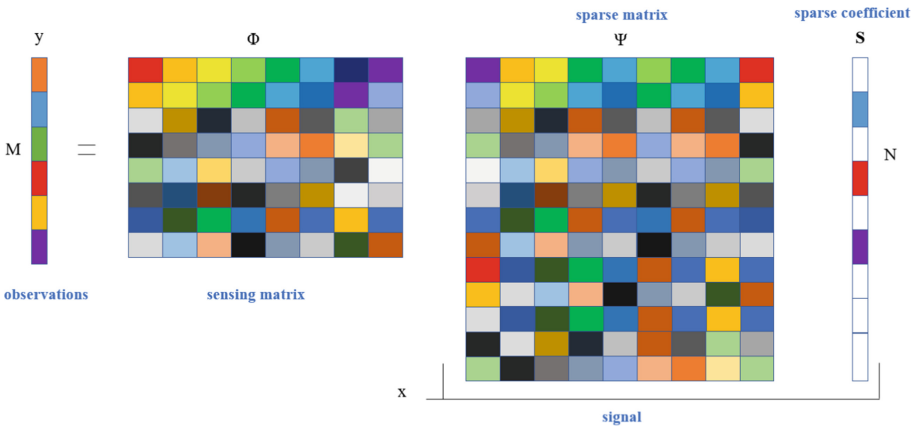 sparse matrix
sparse coefficient
y
Φ
Ψ
S
M
=
N
observations
sensing matrix
x
signal